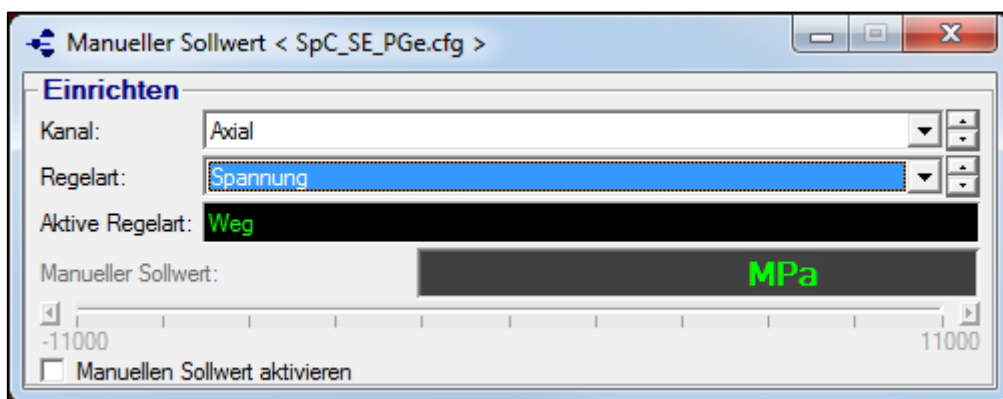 Manueller Sollwert < SpC_SE_PGe.cfg >
Einrichten
Kanal: Axial
Regelart: Spannung
Aktive Regelart: Weg
Manueller Sollwert: MPa
-11000 11000
Manuellen Sollwert aktivieren